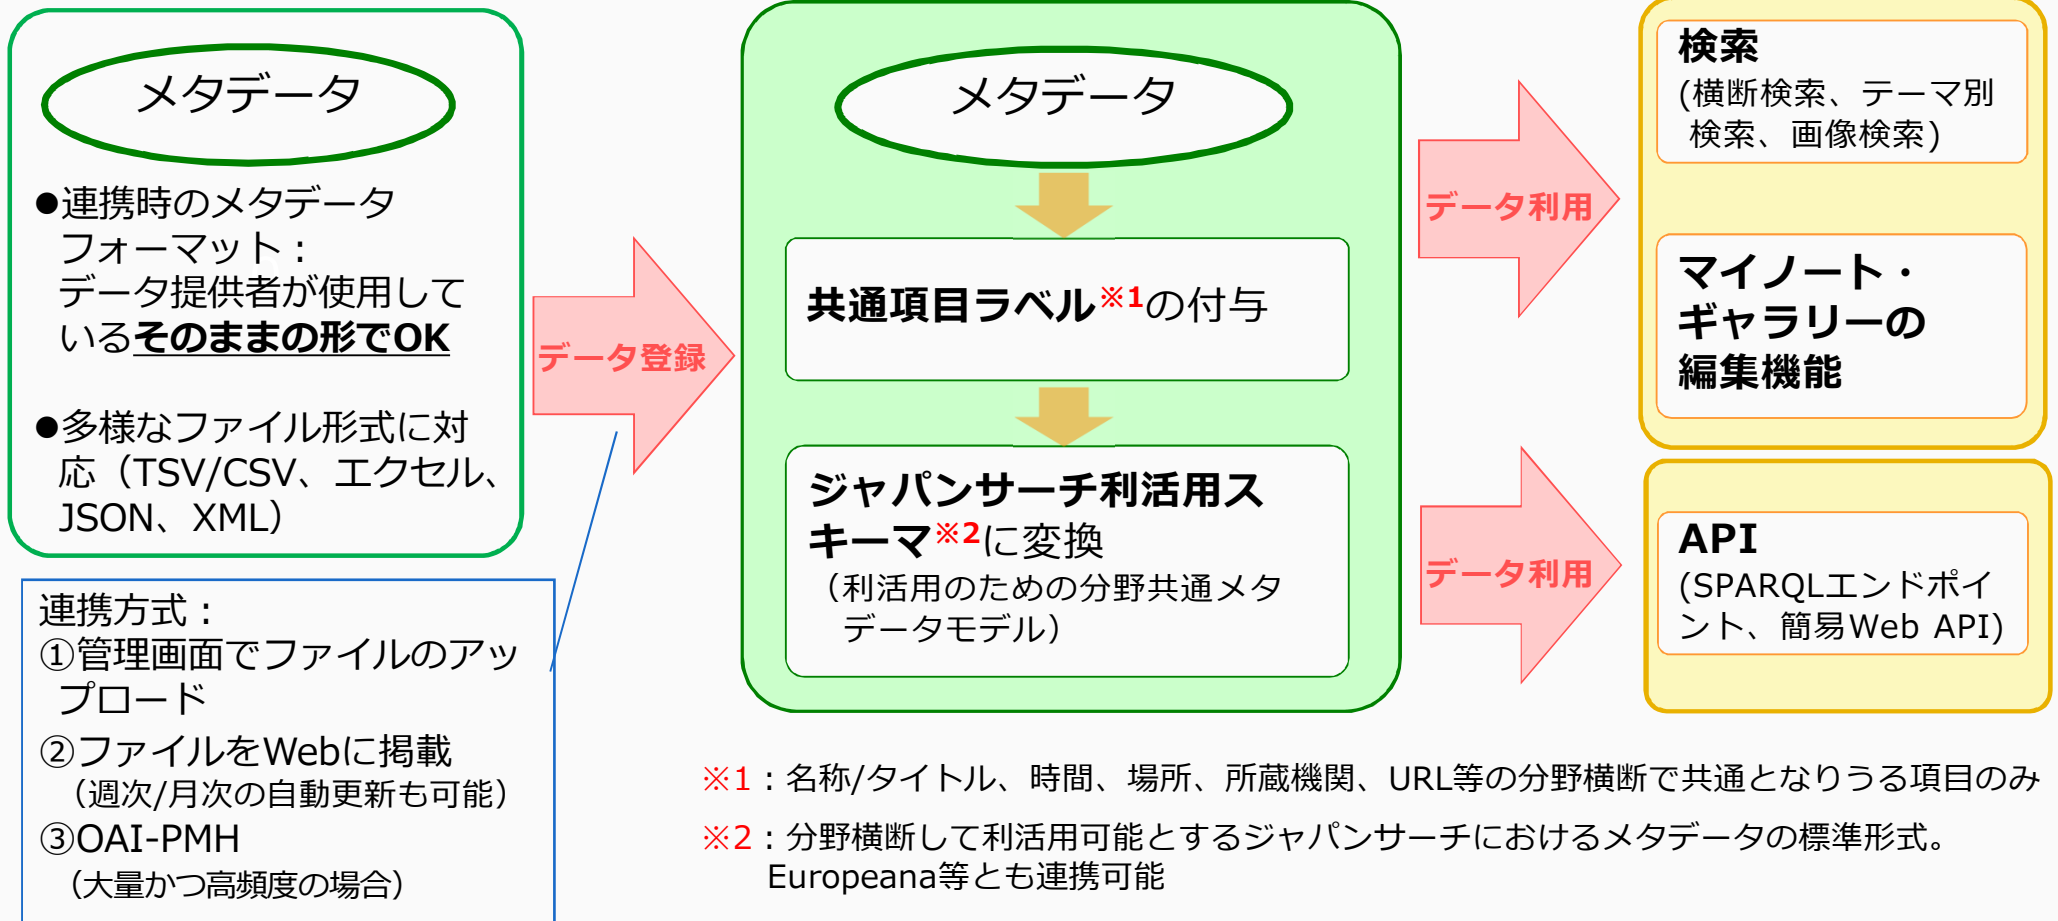 メタデータ
●連携時のメタデータ
フォーマット：
データ提供者が使用して
いるそのままの形でOK
●多様なファイル形式に対
応（TSV/CSV、エクセル、
JSON、XML）
連携方式：
①管理画面でファイルのアッ
プロード
②ファイルをWebに掲載
（週次/月次の自動更新も可能）
③OAI-PMH
（大量かつ高頻度の場合）
データ登録
メタデータ
共通項目ラベル※1の付与
ジャパンサーチ利活用ス
キーマ※2に変換
（利活用のための分野共通メタ
データモデル）
データ利用
データ利用
検索
(横断検索、テーマ別
検索、画像検索)
マイノート・
ギャラリーの
編集機能
API
(SPARQLエンドポイ
ント、簡易Web API)
※1：名称/タイトル、時間、場所、所蔵機関、URL等の分野横断で共通となりうる項目のみ
※2：分野横断して利活用可能とするジャパンサーチにおけるメタデータの標準形式。
Europeana等とも連携可能